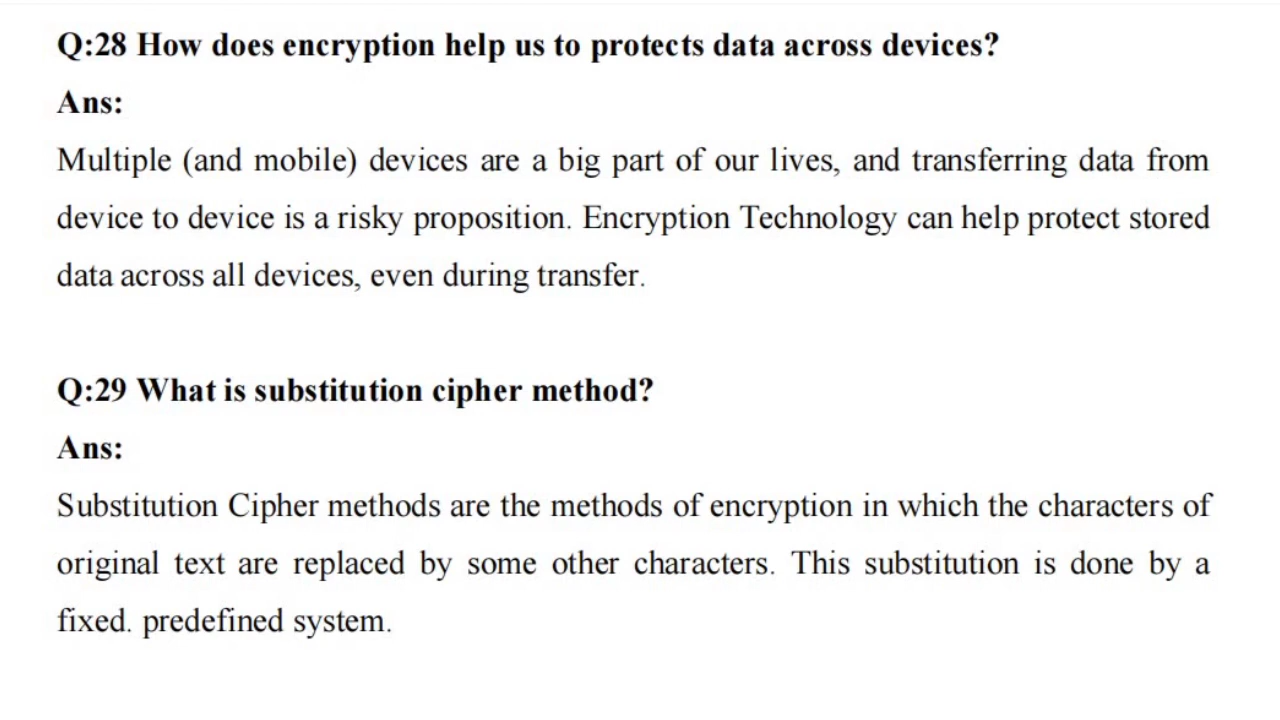 Q:28 How does encryption help us to protects data across devices?
Ans:
Multiple (and mobile) devices are a big part of our lives, and transferring data from
device to device is a risky proposition. Encryption Technology can help protect stored
data across all devices, even during transfer.
Q:29 What is substitution cipher method?
Ans:
Substitution Cipher methods are the methods of encryption in which the characters of
original text are replaced by some other characters. This substitution is done by a
fixed. predefined system.